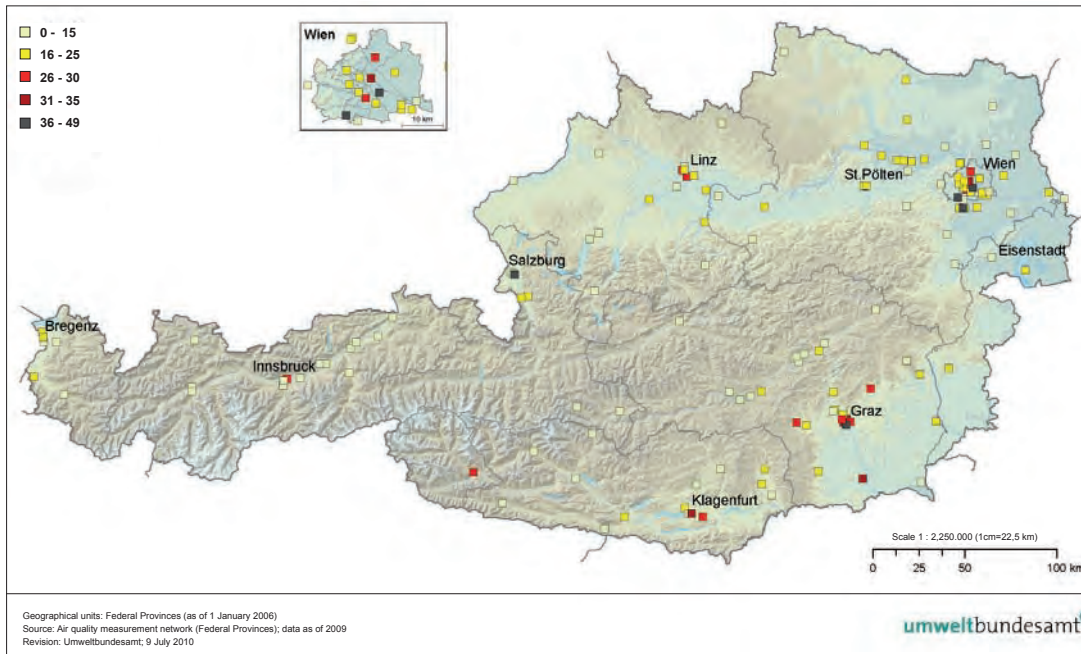 0 - 15
16 - 25
26 - 30
31 - 35
36 - 49
Wien
10 km
Linz
St.Pölten
Wien
Eisenstadt
Salzburg
Bregenz
Innsbruck
Graz
Klagenfurt
Scale 1 : 2,250.000 (1cm=22,5 km)
0 25 50 100 km
Geographical units: Federal Provinces (as of 1 January 2006)
Source: Air quality measurement network (Federal Provinces); data as of 2009
Revision: Umweltbundesamt; 9 July 2010
umweltbundesamt